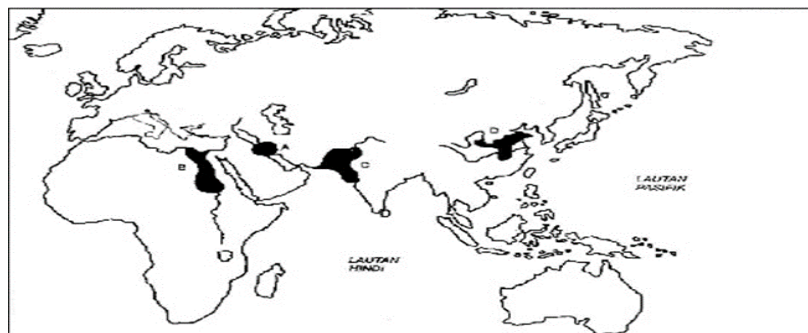 D
A
B
C
LAUTAN
PASIFIK
LAUTAN
HINDI